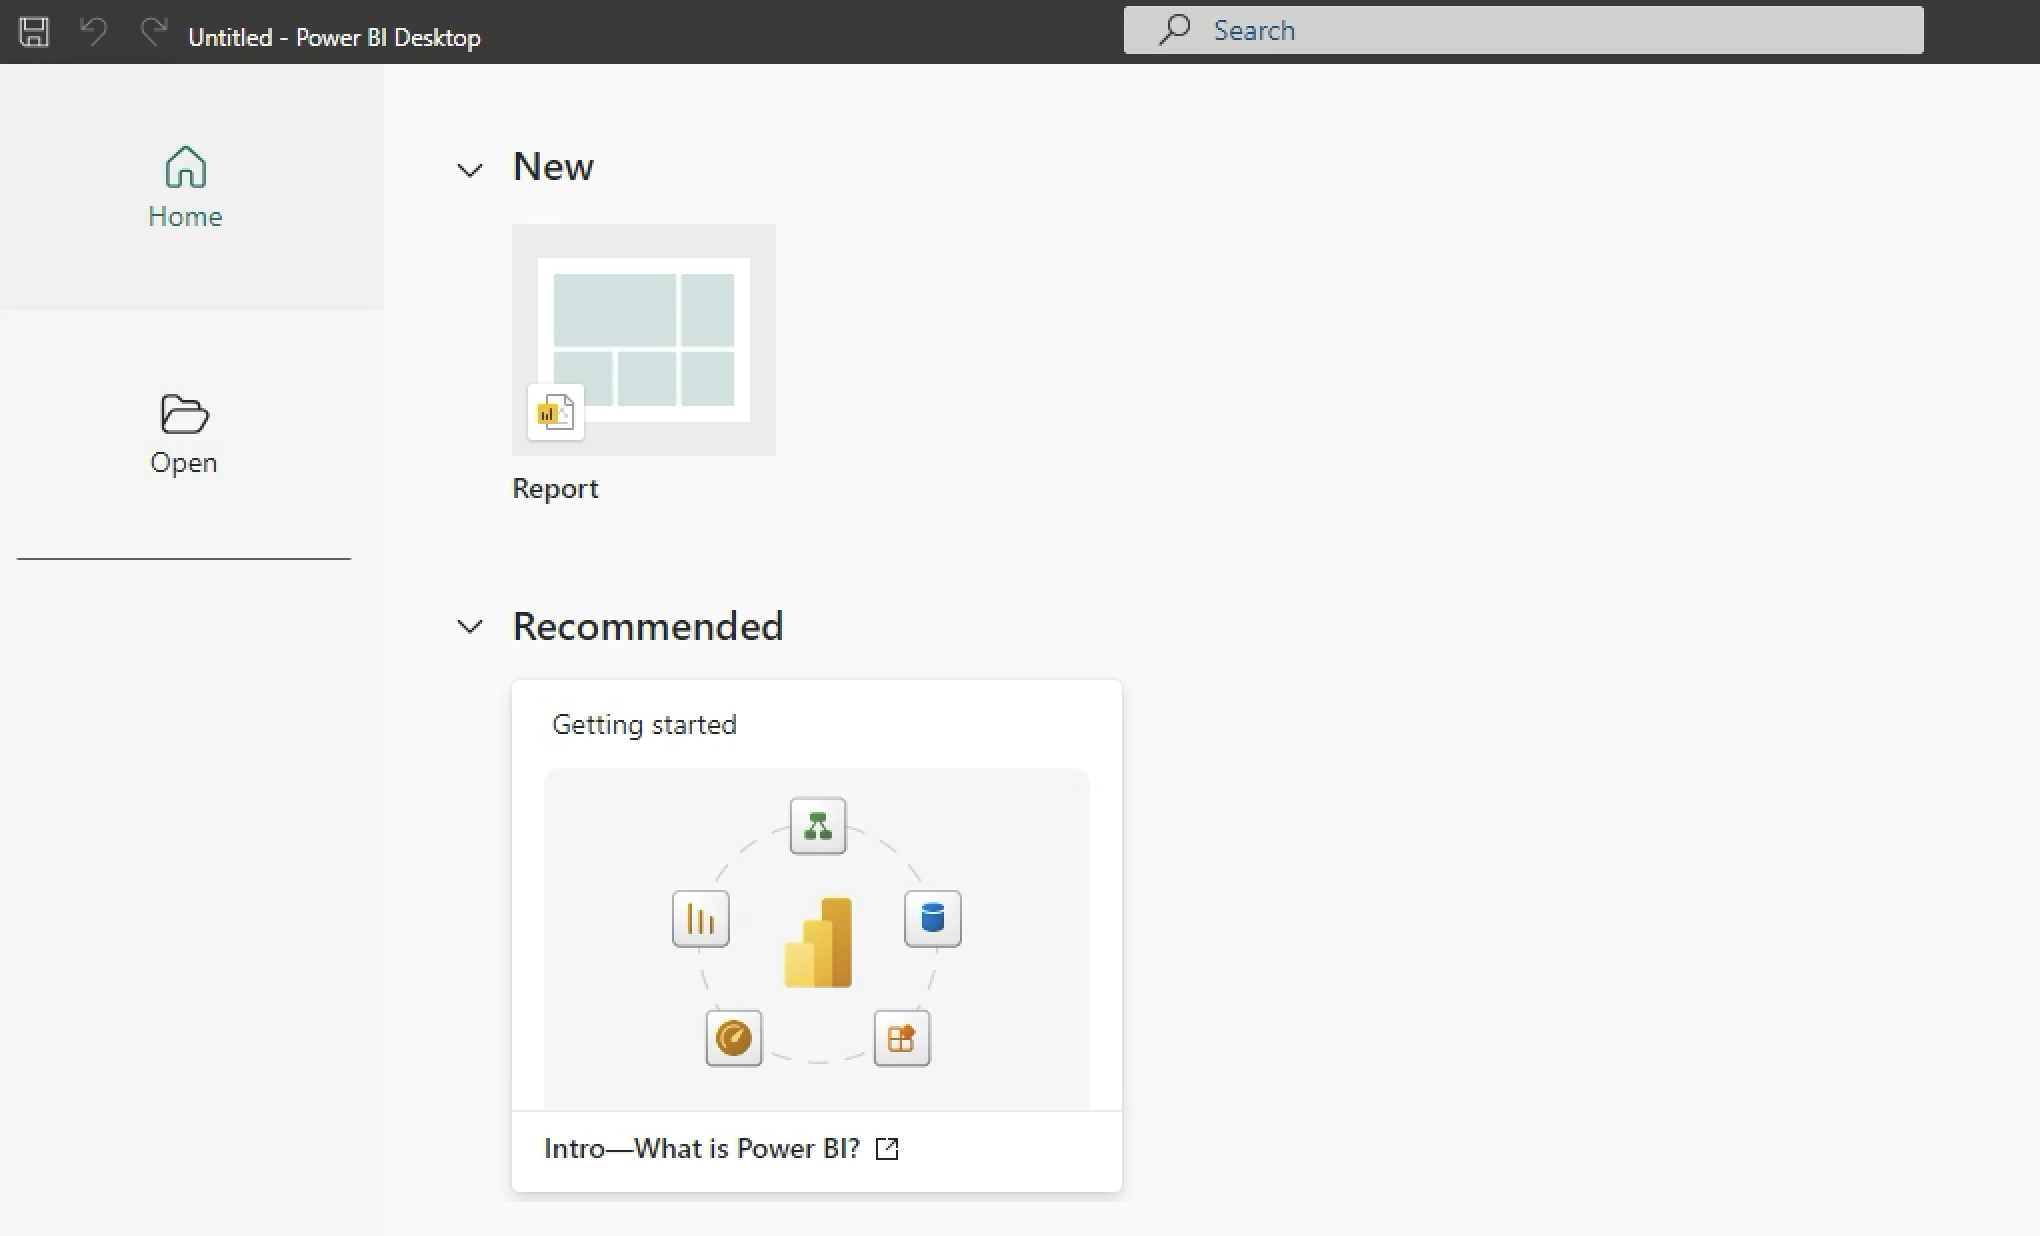 Untitled - Power BI Desktop
Search
Home
Open
New
Report
Recommended
Getting started
Intro—What is Power BI?